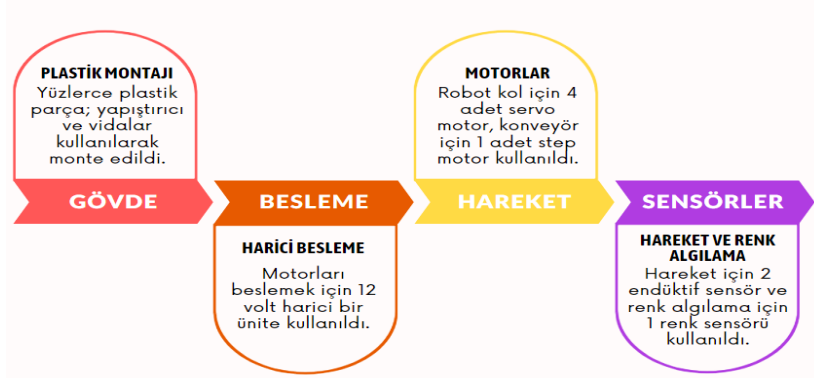 PLASTİK MONTAJI
Yüzlerce plastik
parça; yapıştırıcı
ve vidalar
kullanılarak
monte edildi.
GÖVDE
BESLEME
HARİCİ BESLEME
Motorları
beslemek için 12
volt harici bir
ünite kullanıldı.
MOTORLAR
Robot kol için 4
adet servo
motor, konveyör
için 1 adet step
motor kullanıldı.
HAREKET
SENSÖRLER
HAREKET VE RENK
ALGILAMA
Hareket için 2
endüktif sensör ve
renk algılama için
1 renk sensörü
kullanıldı.